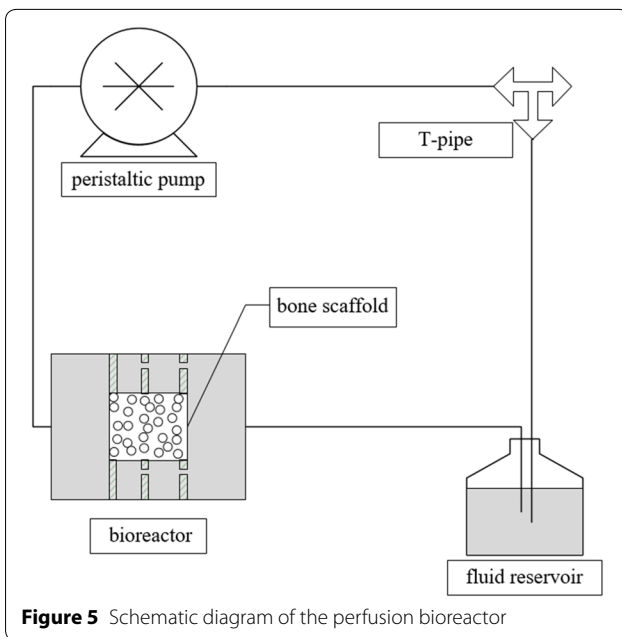 peristaltic pump
T-pipe
bone scaffold
bioreactor
fluid reservoir
Figure 5 Schematic diagram of the perfusion bioreactor